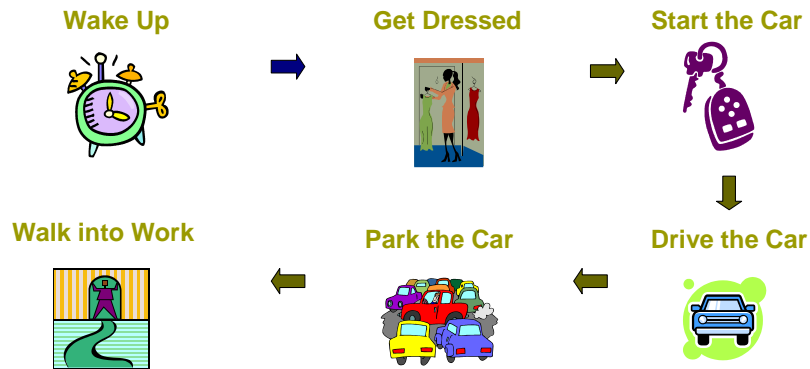 Wake Up
Get Dressed
Start the Car
Drive the Car
Park the Car
Walk into Work